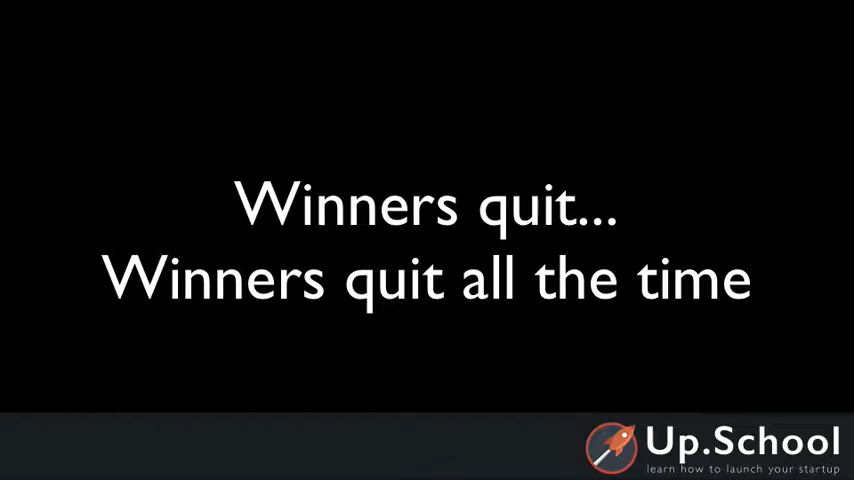 Winners quit...
Winners quit all the time
Up.School
learn how to launch your startup